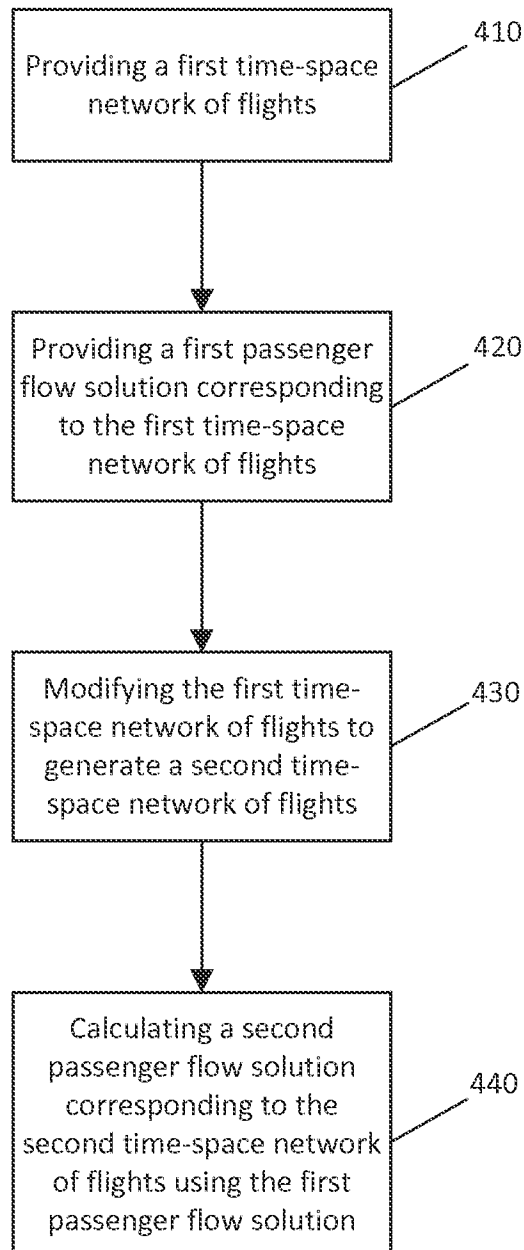 410
Providing a first time-space
network of flights
420
Providing a first passenger
flow solution corresponding
to the first time-space
network of flights
430
Modifying the first time-
space network of flights to
generate a second time-
space network of flights
440
Calculating a second
passenger flow solution
corresponding to the
second time-space network
of flights using the first
passenger flow solution